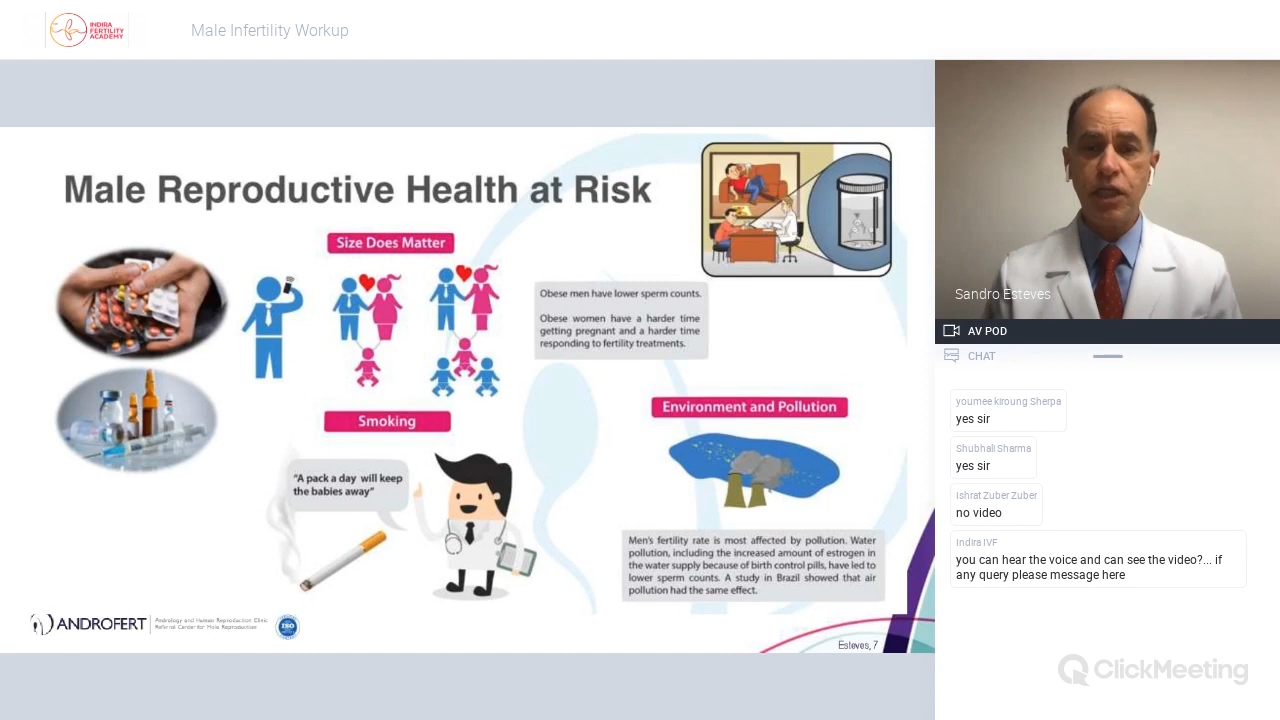 INDIRA
FERTILITY
ACADEMY
Male Infertility Workup
Male Reproductive Health at Risk
Size Does Matter
Obese men have lower sperm counts.
Obese women have a harder time
getting pregnant and a harder time
responding to fertility treatments.
Smoking
"A pack a day will keep
the babies away"
Environment and Pollution
Men's fertility rate is most affected by pollution. Water
pollution, including the increased amount of estrogen in
the water supply because of birth control pills, have led to
lower sperm counts. A study in Brazil showed that air
pollution had the same effect.
ANDROFERT
Andrology and Human Reproduction Clinic
Referral Center for Male Reproduction
ISO
Esteves, 7
Sandro Esteves
AV POD
CHAT
youmee kiroung Sherpa
yes sir
Shubhali Sharma
yes sir
Ishrat Zuber Zuber
no video
Indira IVF
you can hear the voice and can see the video?... if
any query please message here
ClickMeeting